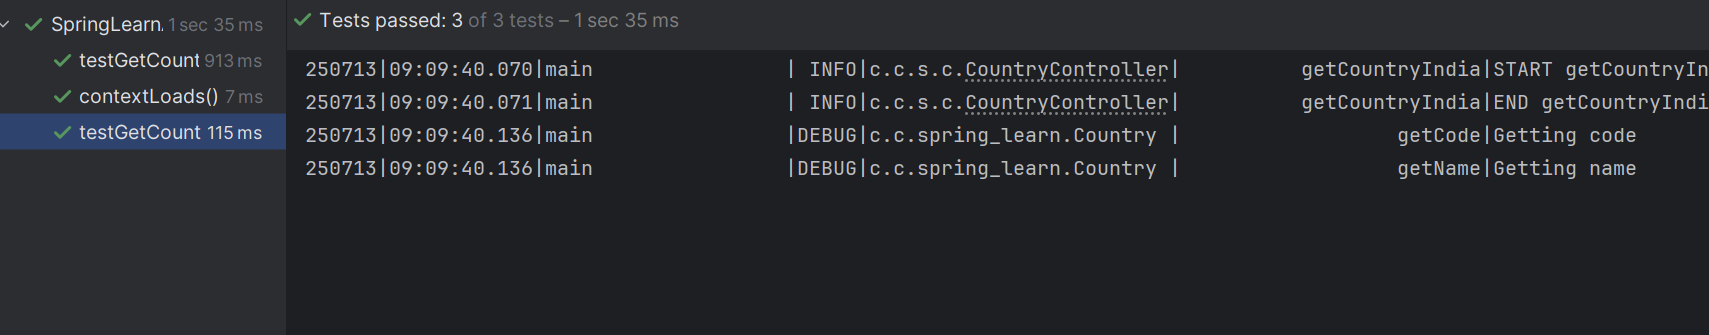 SpringLearn. 1 sec 35 ms
testGetCount 913 ms
contextLoads() 7 ms
testGetCount 115 ms
Tests passed: 3 of 3 tests – 1 sec 35 ms
250713|09:09:40.070|main                | INFO|c.c.s.c.CountryController|          getCountryIndia|START getCountryIn
250713|09:09:40.071|main                | INFO|c.c.s.c.CountryController|          getCountryIndia|END getCountryIndi
250713|09:09:40.136|main                |DEBUG|c.c.spring_learn.Country |                  getCode|Getting code
250713|09:09:40.136|main                |DEBUG|c.c.spring_learn.Country |                  getName|Getting name